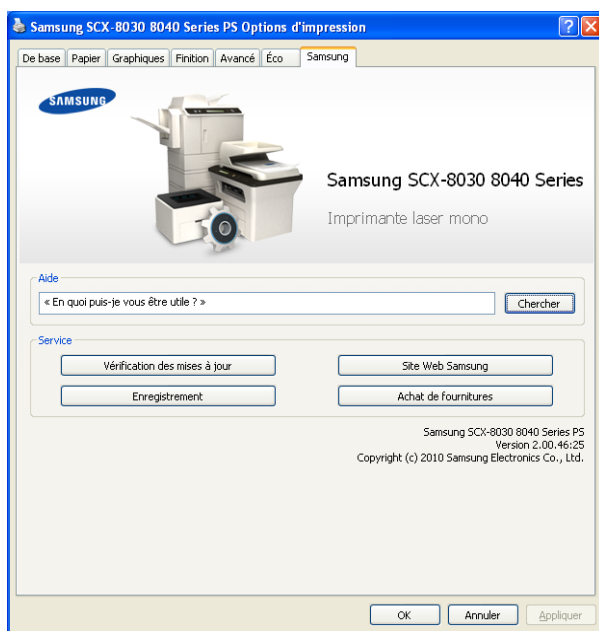 Samsung SCX-8030 8040 Series PS Options d'impression
De base Papier Graphiques Finition Avancé Éco Samsung
SAMSUNG
Samsung SCX-8030 8040 Series
Imprimante laser mono
Aide
« En quoi puis-je vous être utile ? » Chercher
Service
Vérification des mises à jour Site Web Samsung
Enregistrement Achat de fournitures
Samsung SCX-8030 8040 Series PS
Version 2.00.46:25
Copyright (c) 2010 Samsung Electronics Co., Ltd.
OK Annuler Appliquer